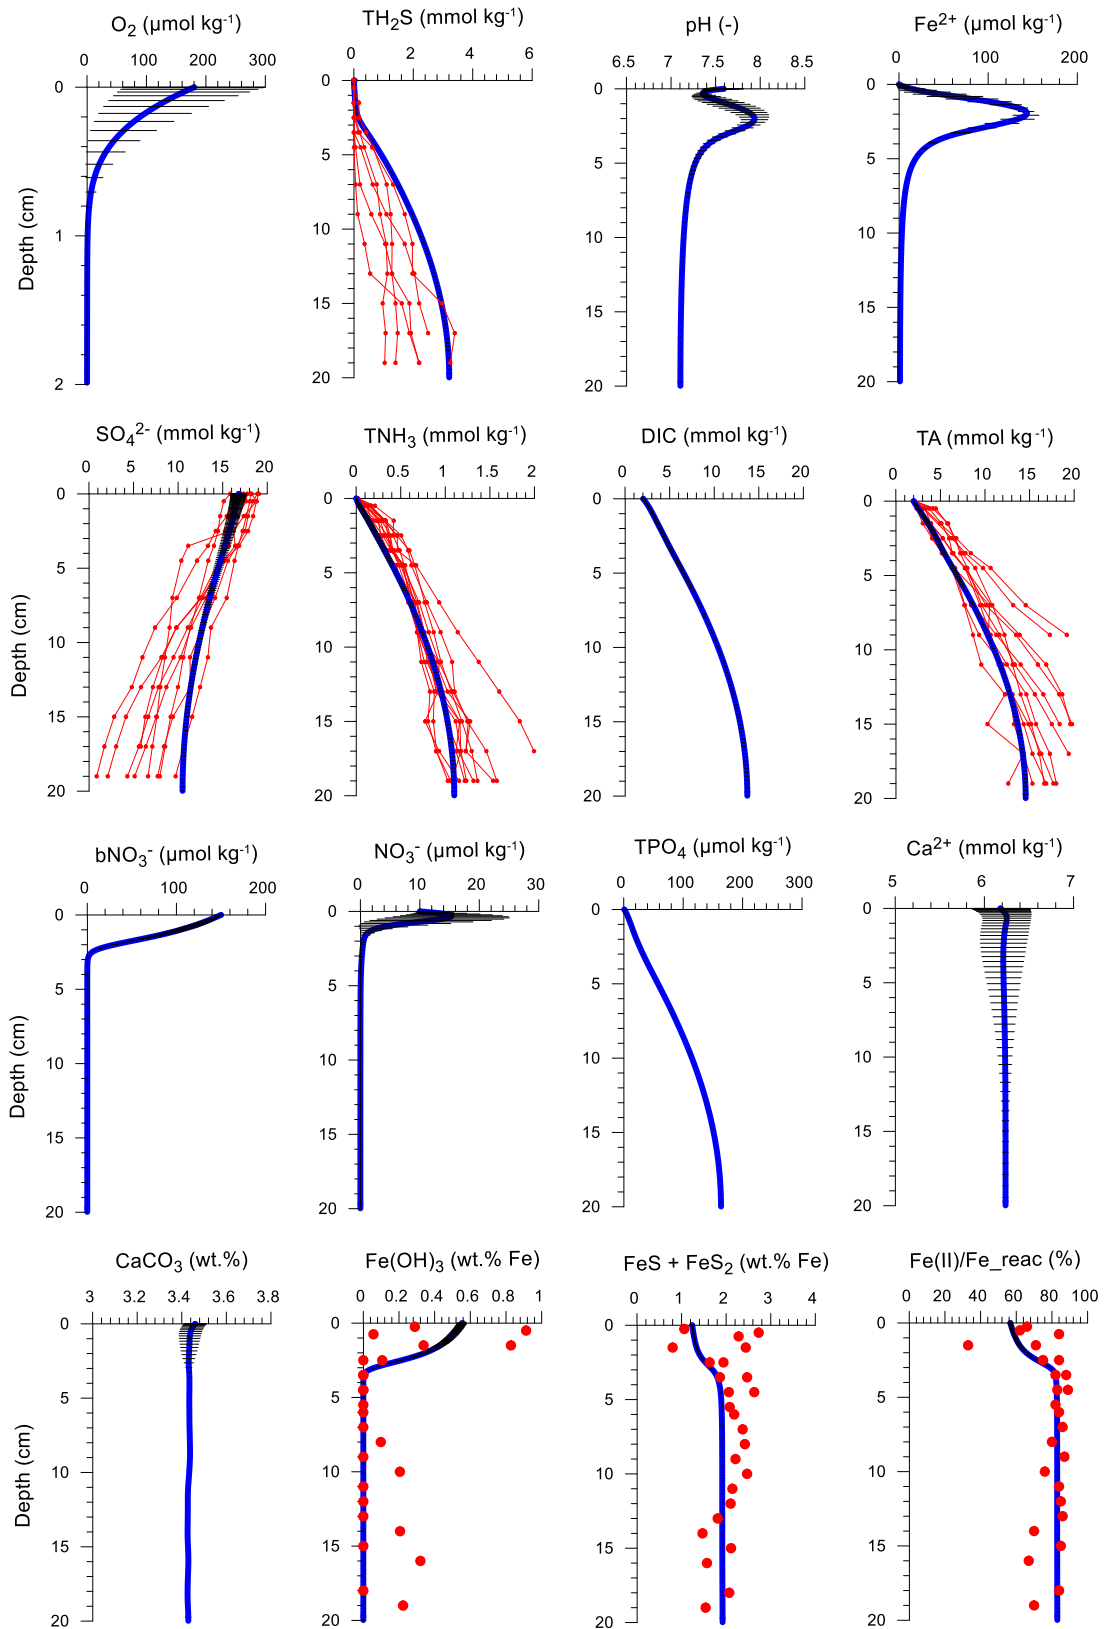 O₂ (µmol kg⁻¹) TH₂S (mmol kg⁻¹) pH (-) Fe²⁺ (µmol kg⁻¹)
0 100 200 300 0 2 4 6 6.5 7 7.5 8 8.5 0 100 200
0 1 2 0 5 10 15 20 0 5 10 15 20 0 5 10 15 20
Depth (cm)
SO₄²⁻ (mmol kg⁻¹) TNH₃ (mmol kg⁻¹) DIC (mmol kg⁻¹) TA (mmol kg⁻¹)
0 5 10 15 20 0 0.5 1 1.5 2 0 5 10 15 20 0 5 10 15 20
0 5 10 15 20 0 5 10 15 20 0 5 10 15 20 0 5 10 15 20
Depth (cm)
bNO₃⁻ (µmol kg⁻¹) NO₃⁻ (µmol kg⁻¹) TPO₄ (µmol kg⁻¹) Ca²⁺ (mmol kg⁻¹)
0 100 200 0 10 20 30 0 100 200 300 5 6 7
0 5 10 15 20 0 5 10 15 20 0 5 10 15 20 0 5 10 15 20
Depth (cm)
CaCO₃ (wt.%) Fe(OH)₃ (wt.% Fe) FeS + FeS₂ (wt.% Fe) Fe(II)/Fe_reac (%)
3 3.2 3.4 3.6 3.8 0 0.2 0.4 0.6 0.8 1 0 1 2 3 4 0 20 40 60 80 100
0 5 10 15 20 0 5 10 15 20 0 5 10 15 20 0 5 10 15 20
Depth (cm)